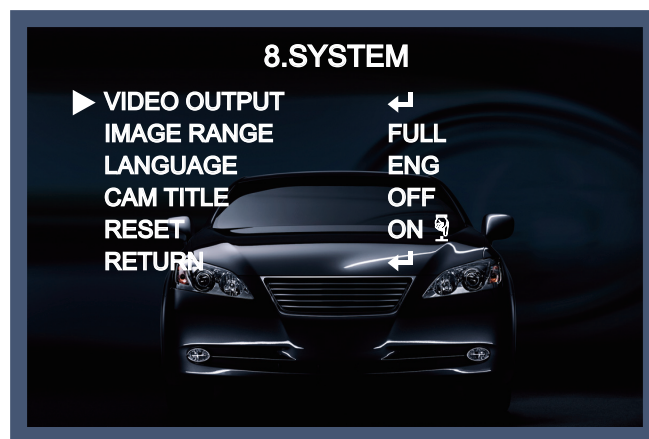 8.SYSTEM
VIDEO OUTPUT ↵
IMAGE RANGE FULL
LANGUAGE ENG
CAM TITLE OFF
RESET ON
RETURN ↵